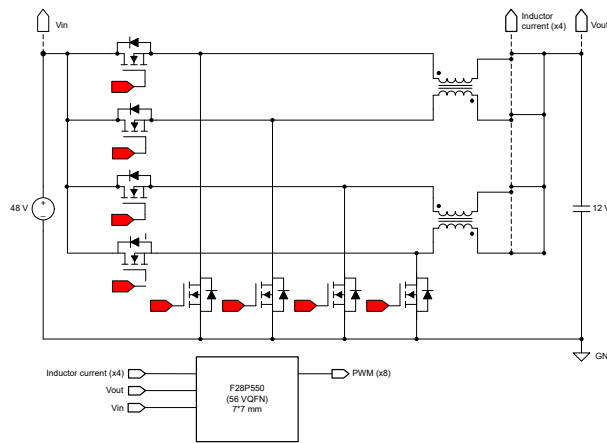 Vin
Inductor
current (x4)
Vout
+
−
48 V
12 V
GN
Inductor current (x4)
Vout
Vin
F28P550
(56 VQFN)
7*7 mm
PWM (x8)